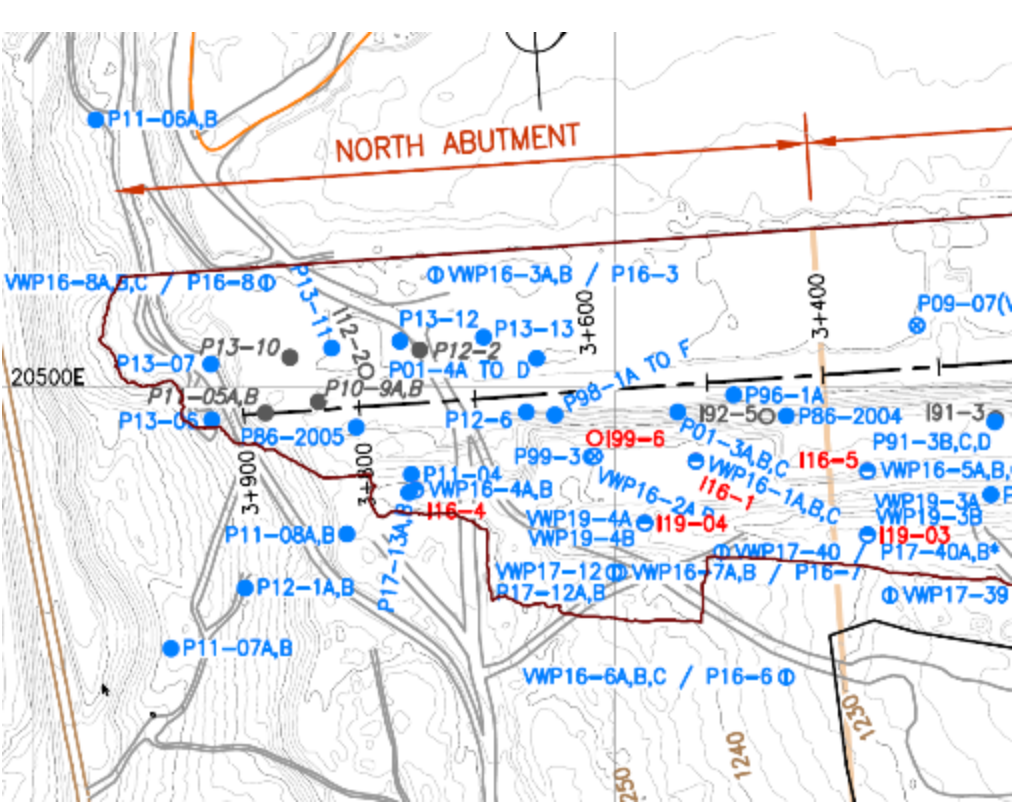 P11-06A,B
NORTH ABUTMENT
VWP16-8A,B,C / P16-8
VWP16-3A,B / P16-3
P13-11
I12-2
3+600
3+400
P09-07(V
P13-12
P13-13
P13-10
P12-2
P13-07
P01-4A TO D
P98-1A TO F
20500E
P10-9A,B
P96-1A
P12-6
I92-5
P86-2004
I91-3
P86-2005
I99-6
P01-3A,B,C
P91-3B,C,D
3+900
3+800
P99-3
I16-5
P11-04
VWP16-4A,B
VWP16-2A
VWP16-1A,B,C
VWP16-5A,B,
I16-1
I16-4
VWP19-3A
VWP19-3B
P
P17-13A,B
VWP19-4A
VWP19-4B
I19-04
I19-03
P11-08A,B
VWP17-40
P17-40A,B*
VWP17-12
VWP16-7A,B / P16-7
P12-1A,B
P17-12A,B
VWP17-39
P11-07A,B
VWP16-6A,B,C / P16-6
1230
1240
250